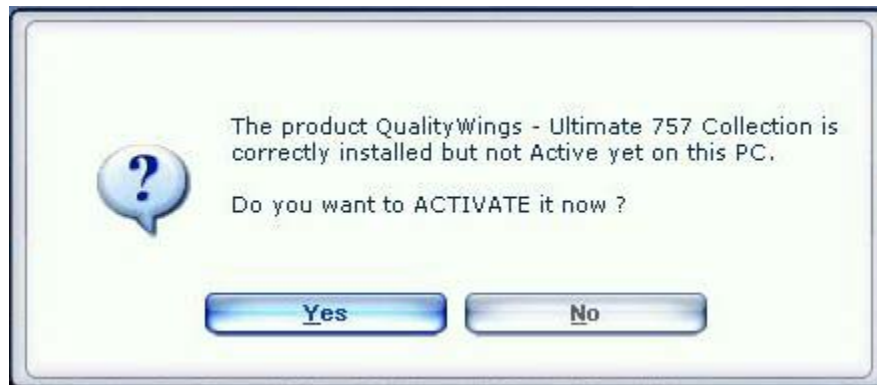 The product QualityWings - Ultimate 757 Collection is
correctly installed but not Active yet on this PC.
Do you want to ACTIVATE it now ?
Yes
No